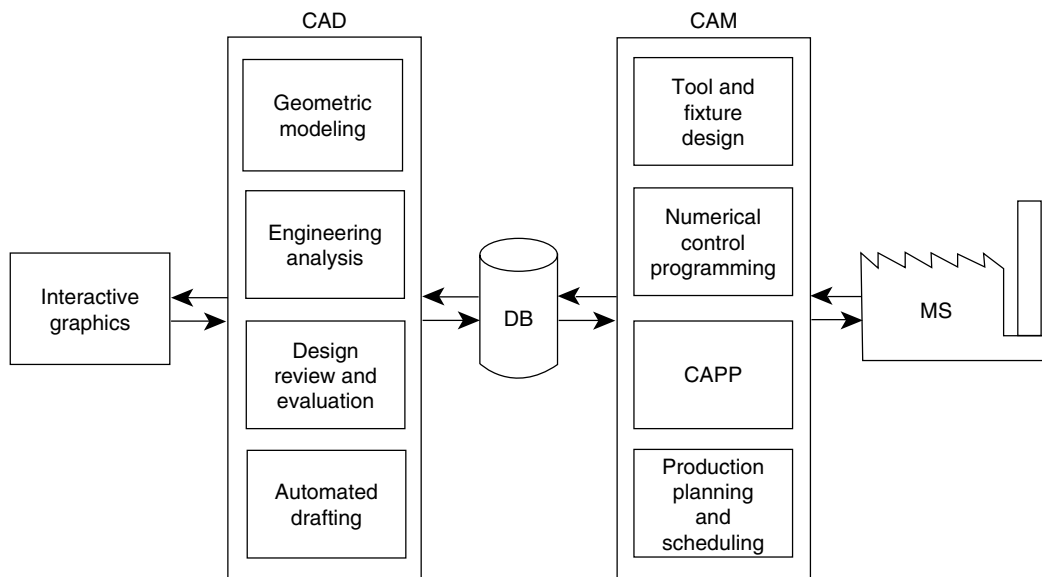 CAD
CAM
Geometric
modeling
Engineering
analysis
Design
review and
evaluation
Automated
drafting
Interactive
graphics
DB
Tool and
fixture
design
Numerical
control
programming
CAPP
Production
planning
and
scheduling
MS